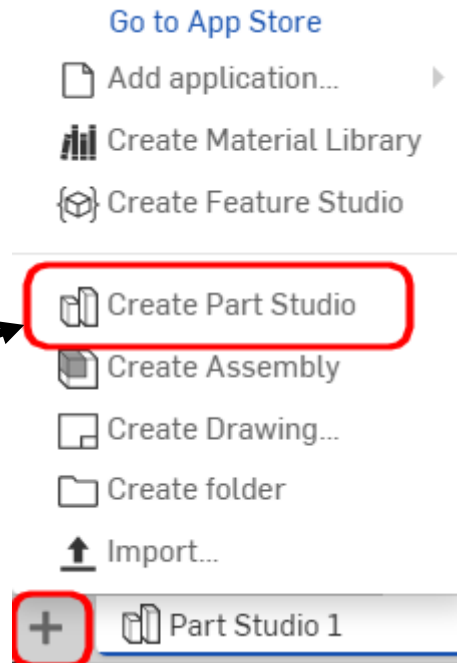 Go to App Store
Add application...
Create Material Library
Create Feature Studio
Create Part Studio
Create Assembly
Create Drawing...
Create folder
Import...
+ Part Studio 1